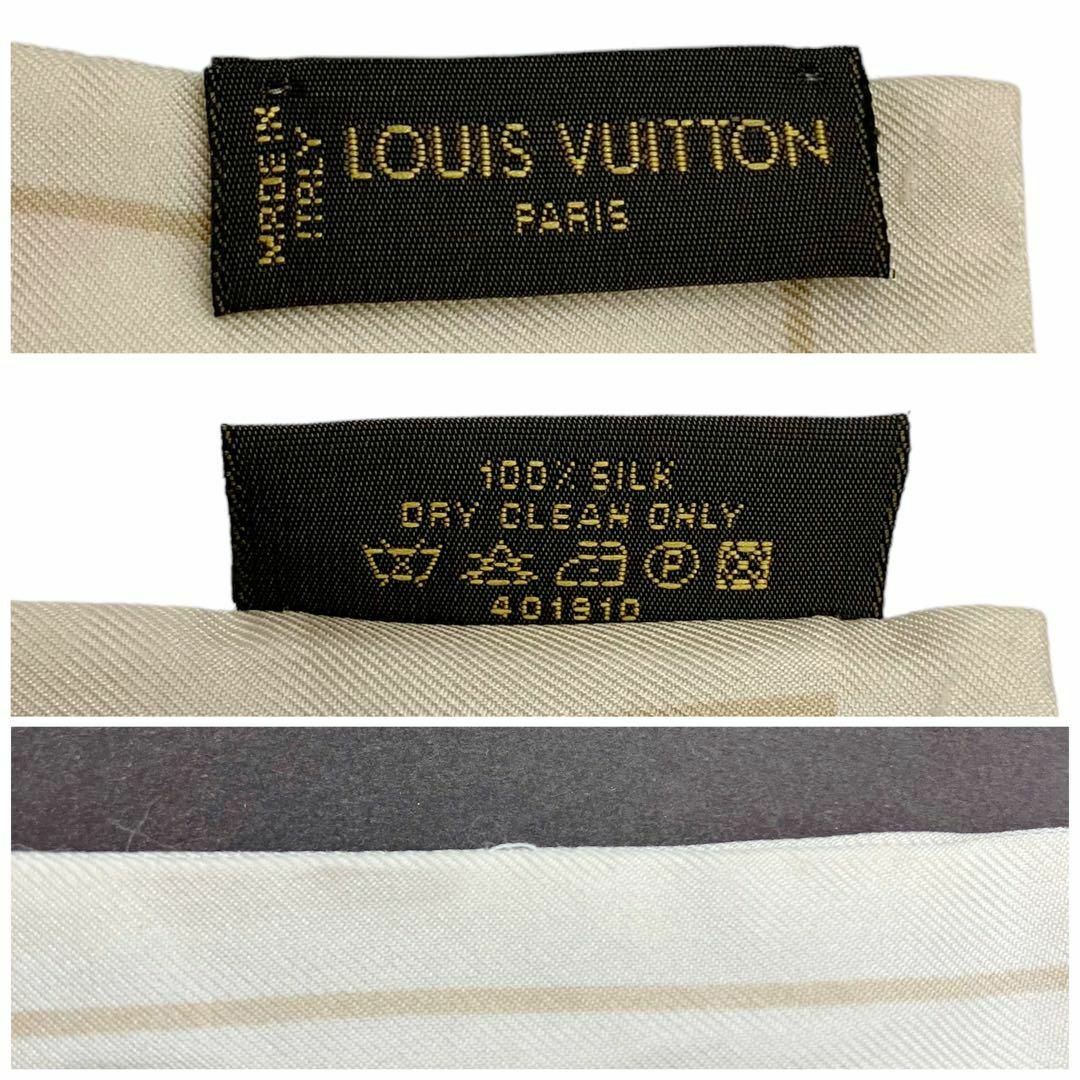 MADE IN
ITALY
LOUIS VUITTON
PARIS
100% SILK
DRY CLEAN ONLY
P
401910